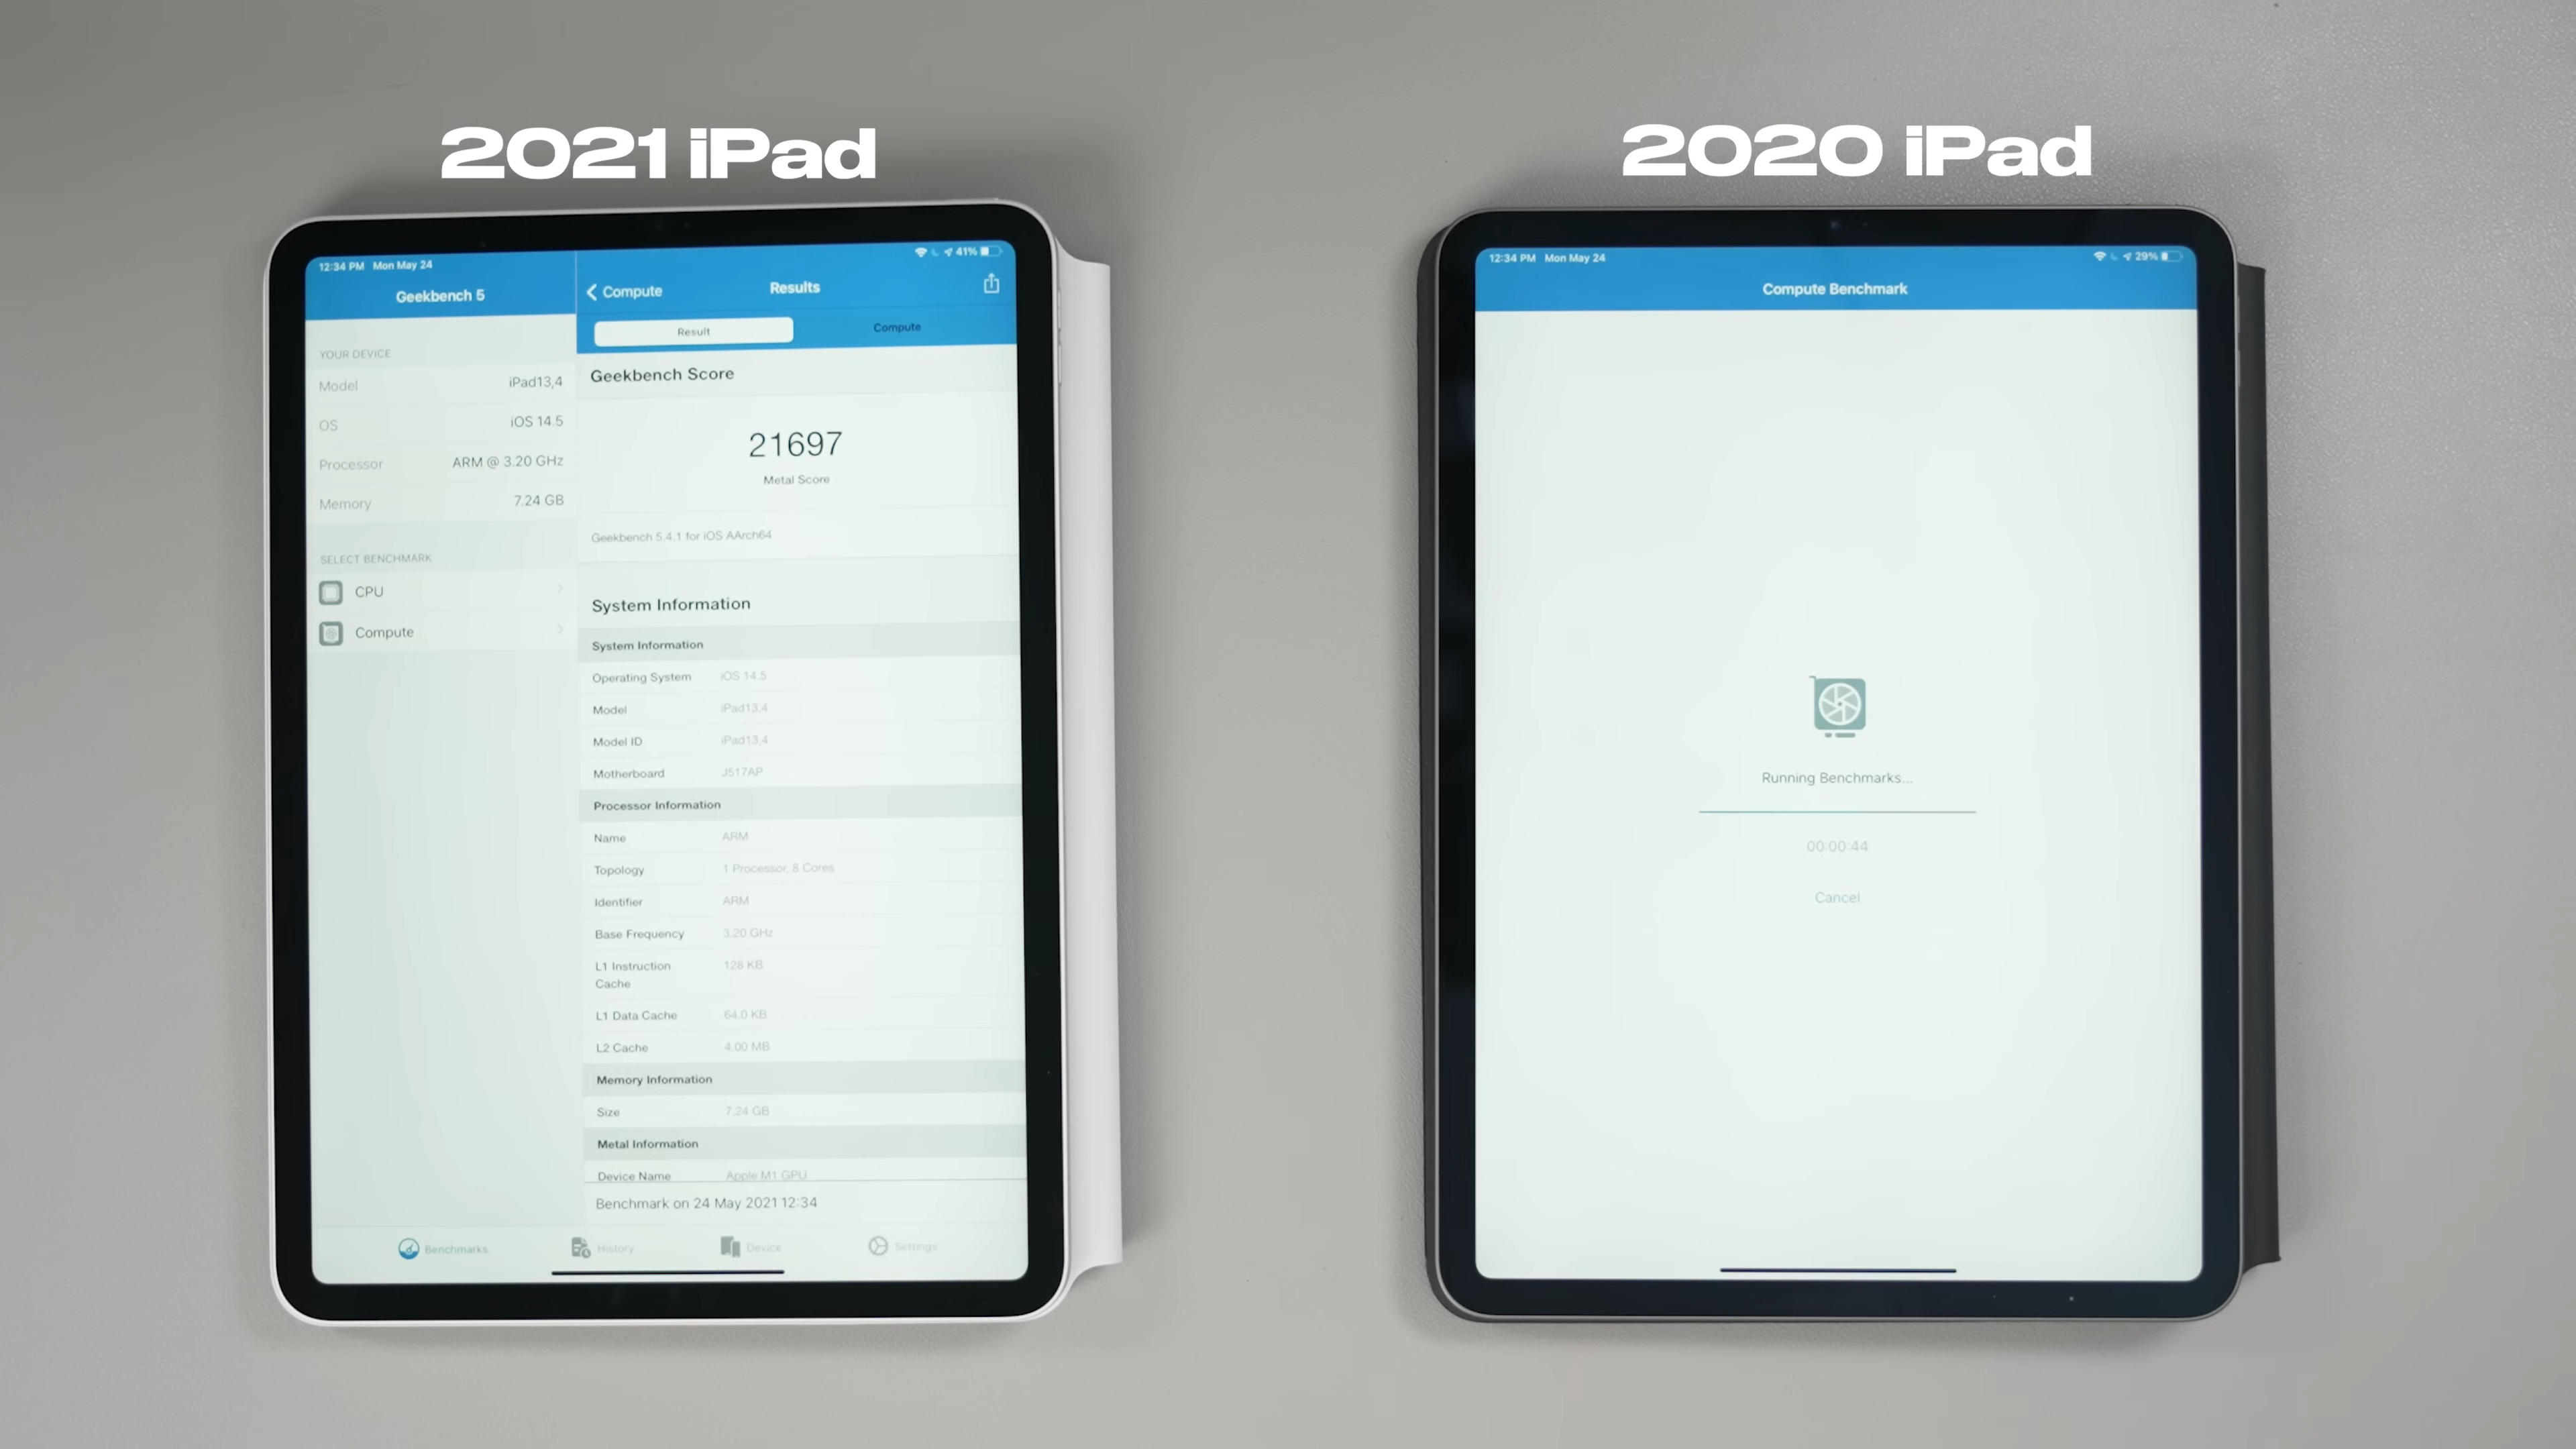 2021 iPad
12:34 PM Mon May 24
41%
Geekbench 5
Compute
Results
Result
Compute
YOUR DEVICE
Model iPad13,4
OS iOS 14.5
Processor ARM @ 3.20 GHz
Memory 7.24 GB
SELECT BENCHMARK
CPU
Compute
Geekbench Score
21697
Metal Score
Geekbench 5.4.1 for iOS AArch64
System Information
System Information
Operating System iOS 14.5
Model iPad13,4
Model ID iPad13,4
Motherboard J517AP
Processor Information
Name ARM
Topology 1 Processor, 8 Cores
Identifier ARM
Base Frequency 3.20 GHz
L1 Instruction 128 KB
Cache
L1 Data Cache 64.0 KB
L2 Cache 4.00 MB
Memory Information
Size 7.24 GB
Metal Information
Device Name Apple M1 GPU
Benchmark on 24 May 2021 12:34
Benchmarks History Device Settings
2020 iPad
12:34 PM Mon May 24
29%
Compute Benchmark
Running Benchmarks...
00:00:44
Cancel